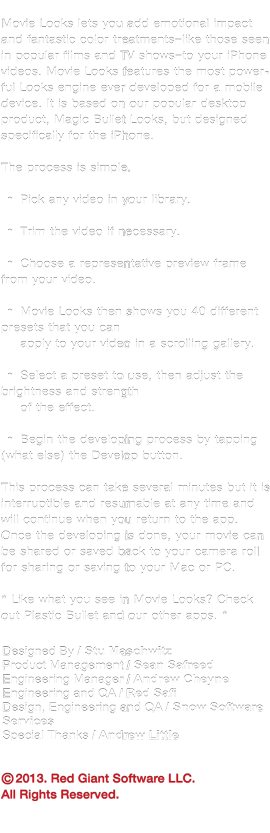 Movie Looks lets you add emotional impact
and fantastic color treatments-like those seen
in popular films and TV shows-to your iPhone
videos. Movie Looks features the most power-
ful Looks engine ever developed for a mobile
device. It is based on our popular desktop
product, Magic Bullet Looks, but designed
specifically for the iPhone.
The process is simple.
- Pick any video in your library.
- Trim the video if necessary.
- Choose a representative preview frame
from your video.
- Movie Looks then shows you 40 different
presets that you can
apply to your video in a scrolling gallery.
- Select a preset to use, then adjust the
brightness and strength
of the effect.
- Begin the developing process by tapping
(what else) the Develop button.
This process can take several minutes but it is
interruptible and resumable at any time and
will continue when you return to the app.
Once the developing is done, your movie can
be shared or saved back to your camera roll
for sharing or saving to your Mac or PC.
* Like what you see in Movie Looks? Check
out Plastic Bullet and our other apps. *
Designed By / Stu Maschwitz
Product Management / Sean Safreed
Engineering Manager / Andrew Cheyne
Engineering and QA / Red Safi
Design, Engineering and QA / Snow Software
Services
Special Thanks / Andrew Little
©2013. Red Giant Software LLC.
All Rights Reserved.